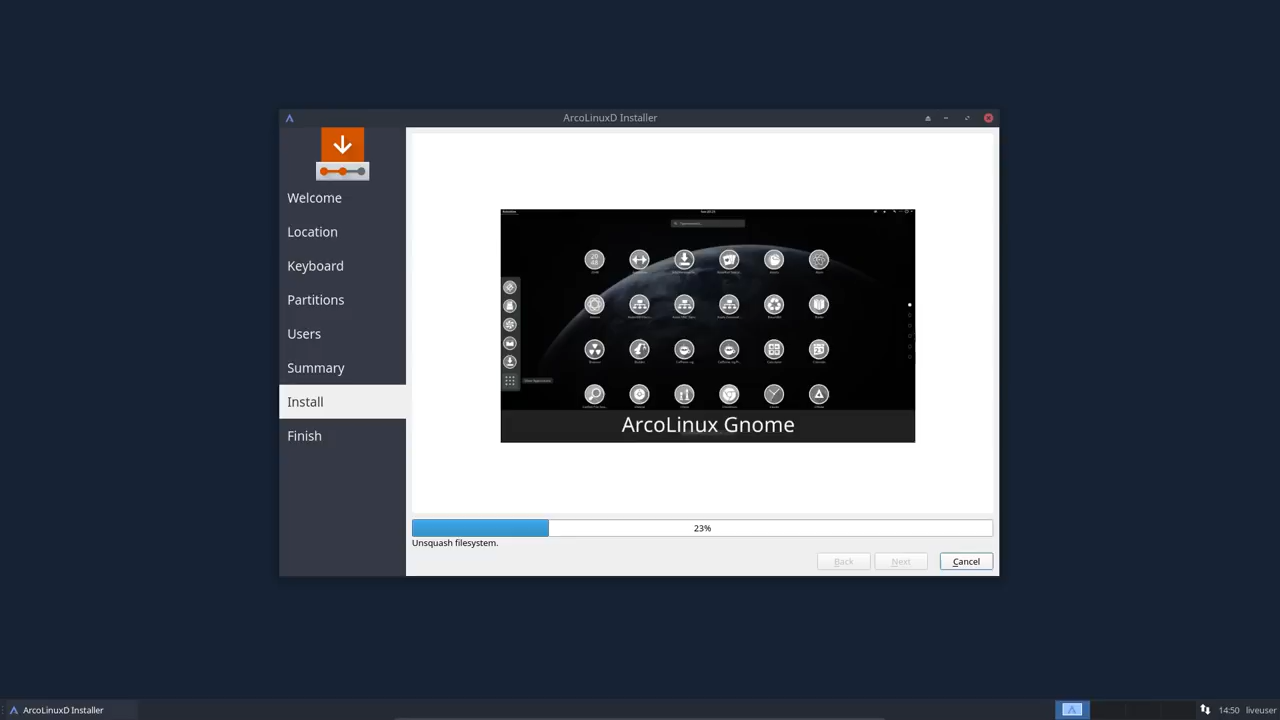 ArcoLinuxD Installer
Welcome
Location
Keyboard
Partitions
Users
Summary
Install
Finish
ArcoLinux Gnome
23%
Unsquash filesystem.
Back
Next
Cancel
ArcoLinuxD Installer
14:50
liveuser